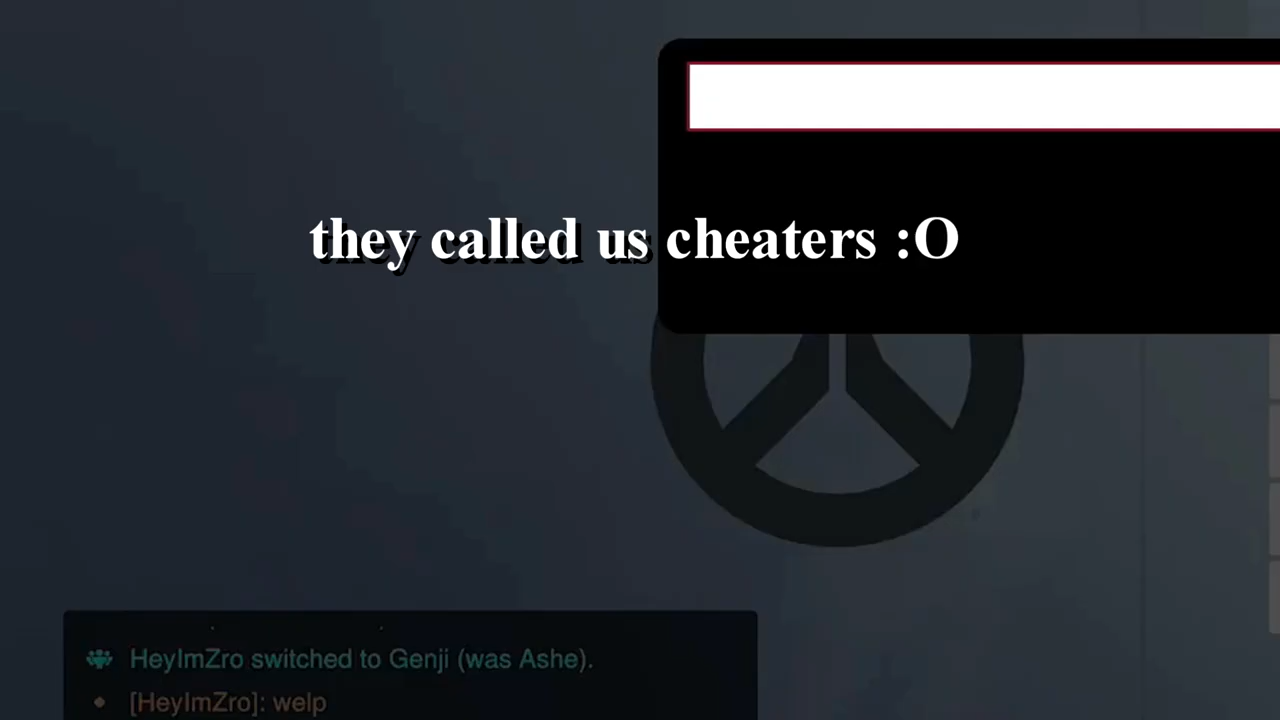 they called us cheaters :O
HeyImZro switched to Genji (was Ashe).
[HeyImZro]: welp